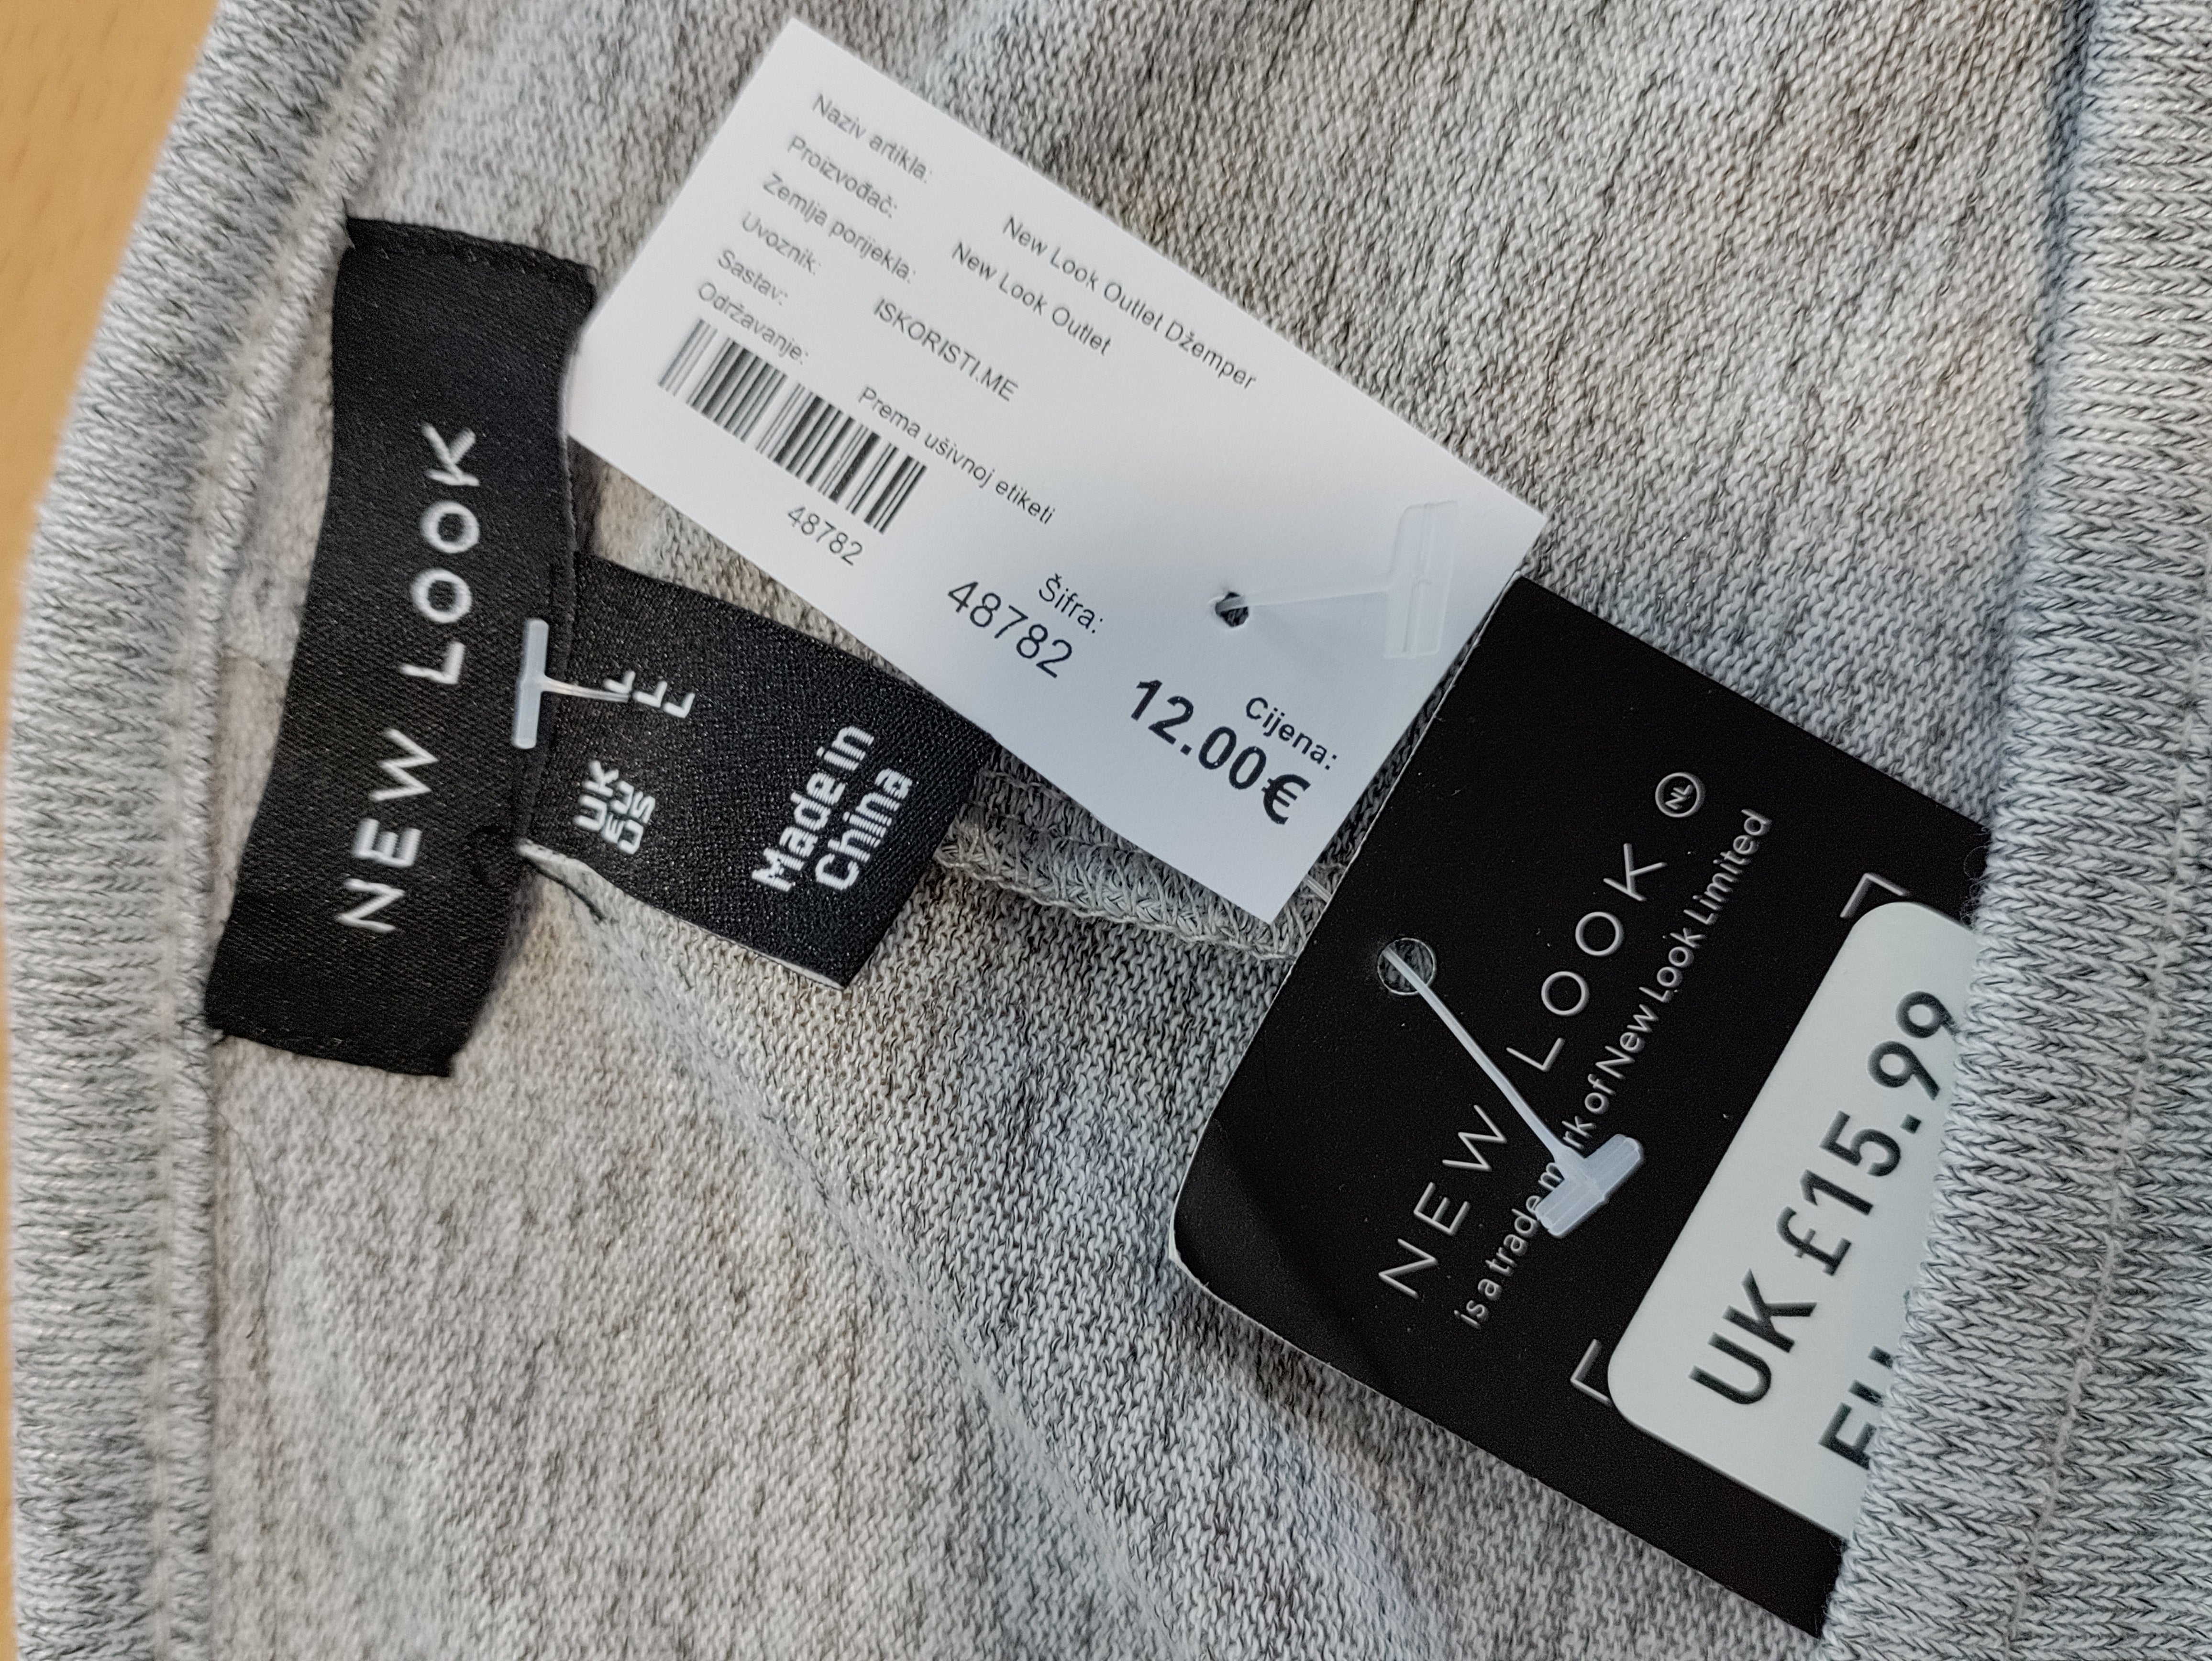 NEW LOOK
UK L
EU L
US L
Made in
China
Naziv artikla: New Look Outlet Džemper
Proizvođač: New Look Outlet
Zemlja porijekla:
Uvoznik: ISKORISTI.ME
Sastav:
Održavanje: Prema ušivnoj etiketi
48782
Šifra:
48782
Cijena:
12.00€
NEW LOOK NL
is a trademark of New Look Limited
UK £15.99